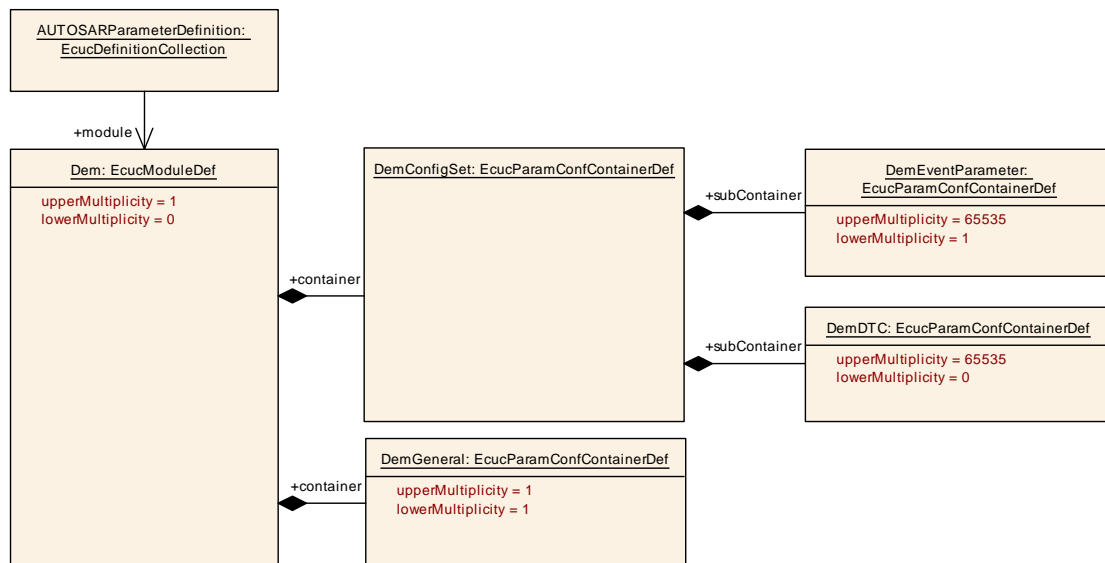 AUTOSARParameterDefinition:
EcucDefinitionCollection
+module
Dem: EcucModuleDef
upperMultiplicity = 1
lowerMultiplicity = 0
+container
DemConfigSet: EcucParamConfContainerDef
+subContainer
DemEventParameter:
EcucParamConfContainerDef
upperMultiplicity = 65535
lowerMultiplicity = 1
+subContainer
DemDTC: EcucParamConfContainerDef
upperMultiplicity = 65535
lowerMultiplicity = 0
+container
DemGeneral: EcucParamConfContainerDef
upperMultiplicity = 1
lowerMultiplicity = 1